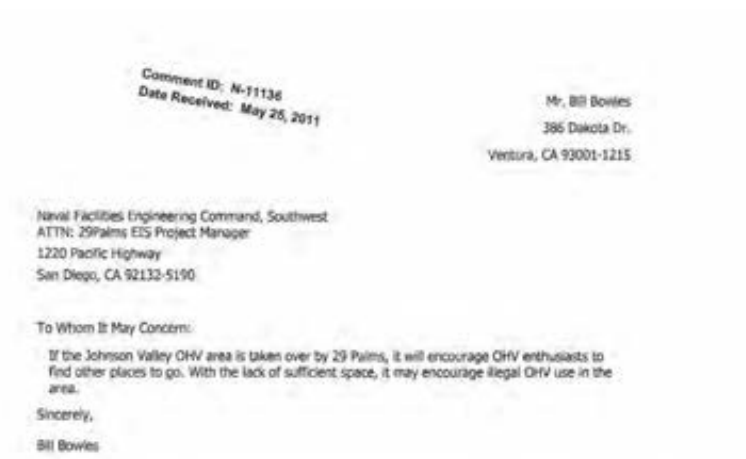 Comment ID: N-11136
Date Received: May 25, 2011
Mr. Bill Bowles
386 Dakota Dr.
Ventura, CA 93001-1215
Naval Facilities Engineering Command, Southwest
ATTN: 29Palms EIS Project Manager
1220 Pacific Highway
San Diego, CA 92132-5190
To Whom It May Concern:
If the Johnson Valley OHV area is taken over by 29 Palms, it will encourage OHV enthusiasts to
find other places to go. With the lack of sufficient space, it may encourage illegal OHV use in the
area.
Sincerely,
Bill Bowles